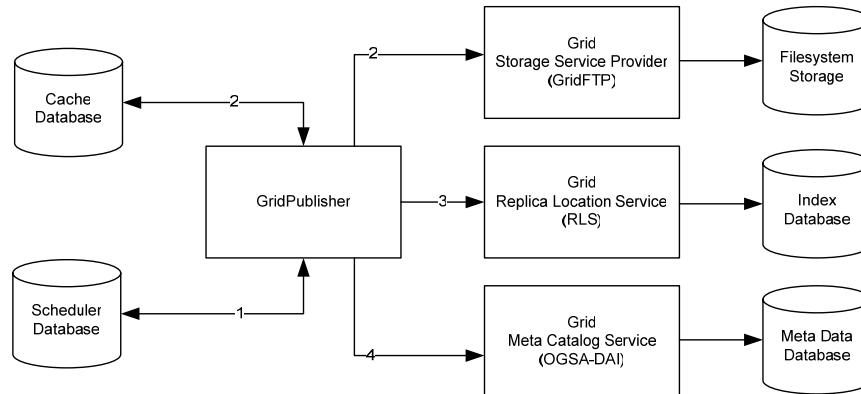 Cache
Database
2
2
Grid
Storage Service Provider
(GridFTP)
Filesystem
Storage
GridPublisher
3
Grid
Replica Location Service
(RLS)
Index
Database
Scheduler
Database
1
4
Grid
Meta Catalog Service
(OGSA-DAI)
Meta Data
Database